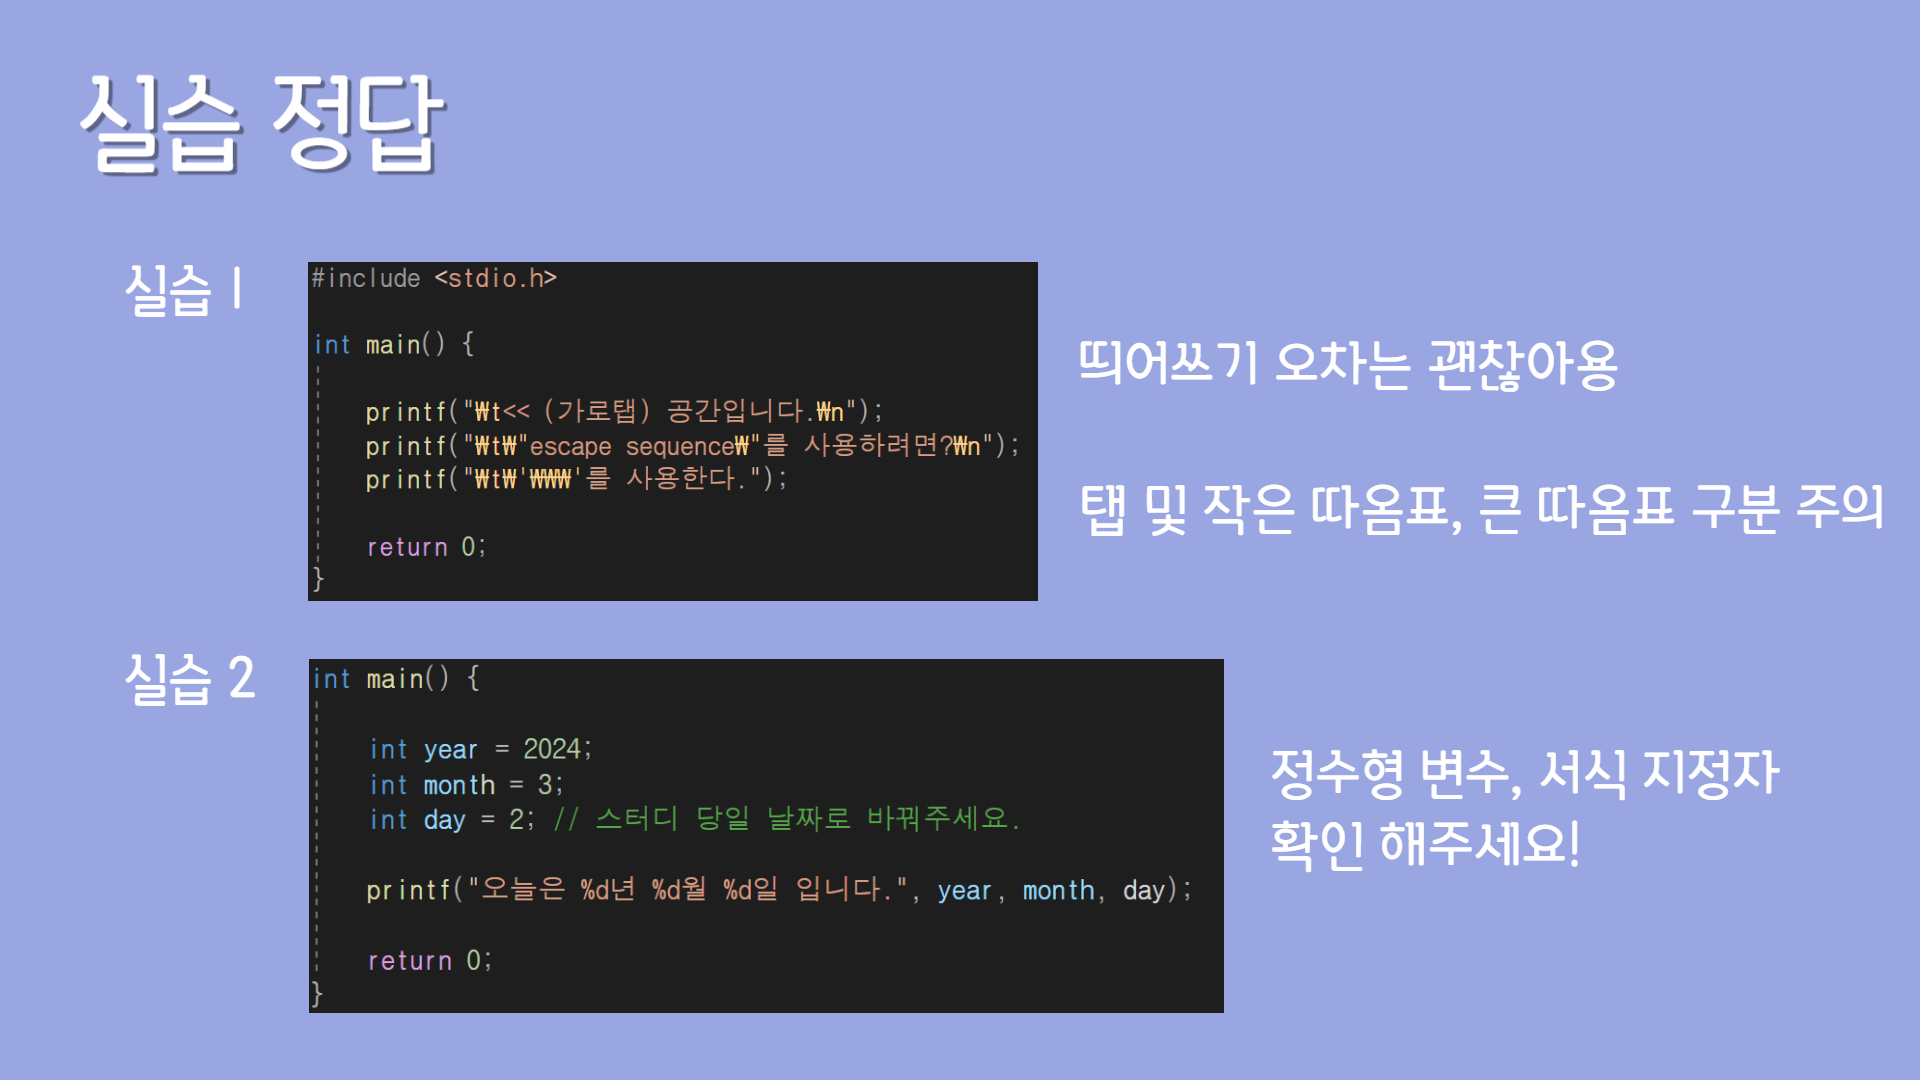 실습 정답
실습 1
#include <stdio.h>
int main() {
printf("₩t<< (가로탭) 공간입니다.₩n");
printf("₩t₩"escape sequence₩"를 사용하려면?₩n");
printf("₩t₩'₩₩₩'를 사용한다.");
return 0;
}
띄어쓰기 오차는 괜찮아용
탭 및 작은 따옴표, 큰 따옴표 구분 주의
실습 2
int main() {
int year = 2024;
int month = 3;
int day = 2; // 스터디 당일 날짜로 바꿔주세요.
printf("오늘은 %d년 %d월 %d일 입니다.", year, month, day);
return 0;
}
정수형 변수, 서식 지정자
확인 해주세요!